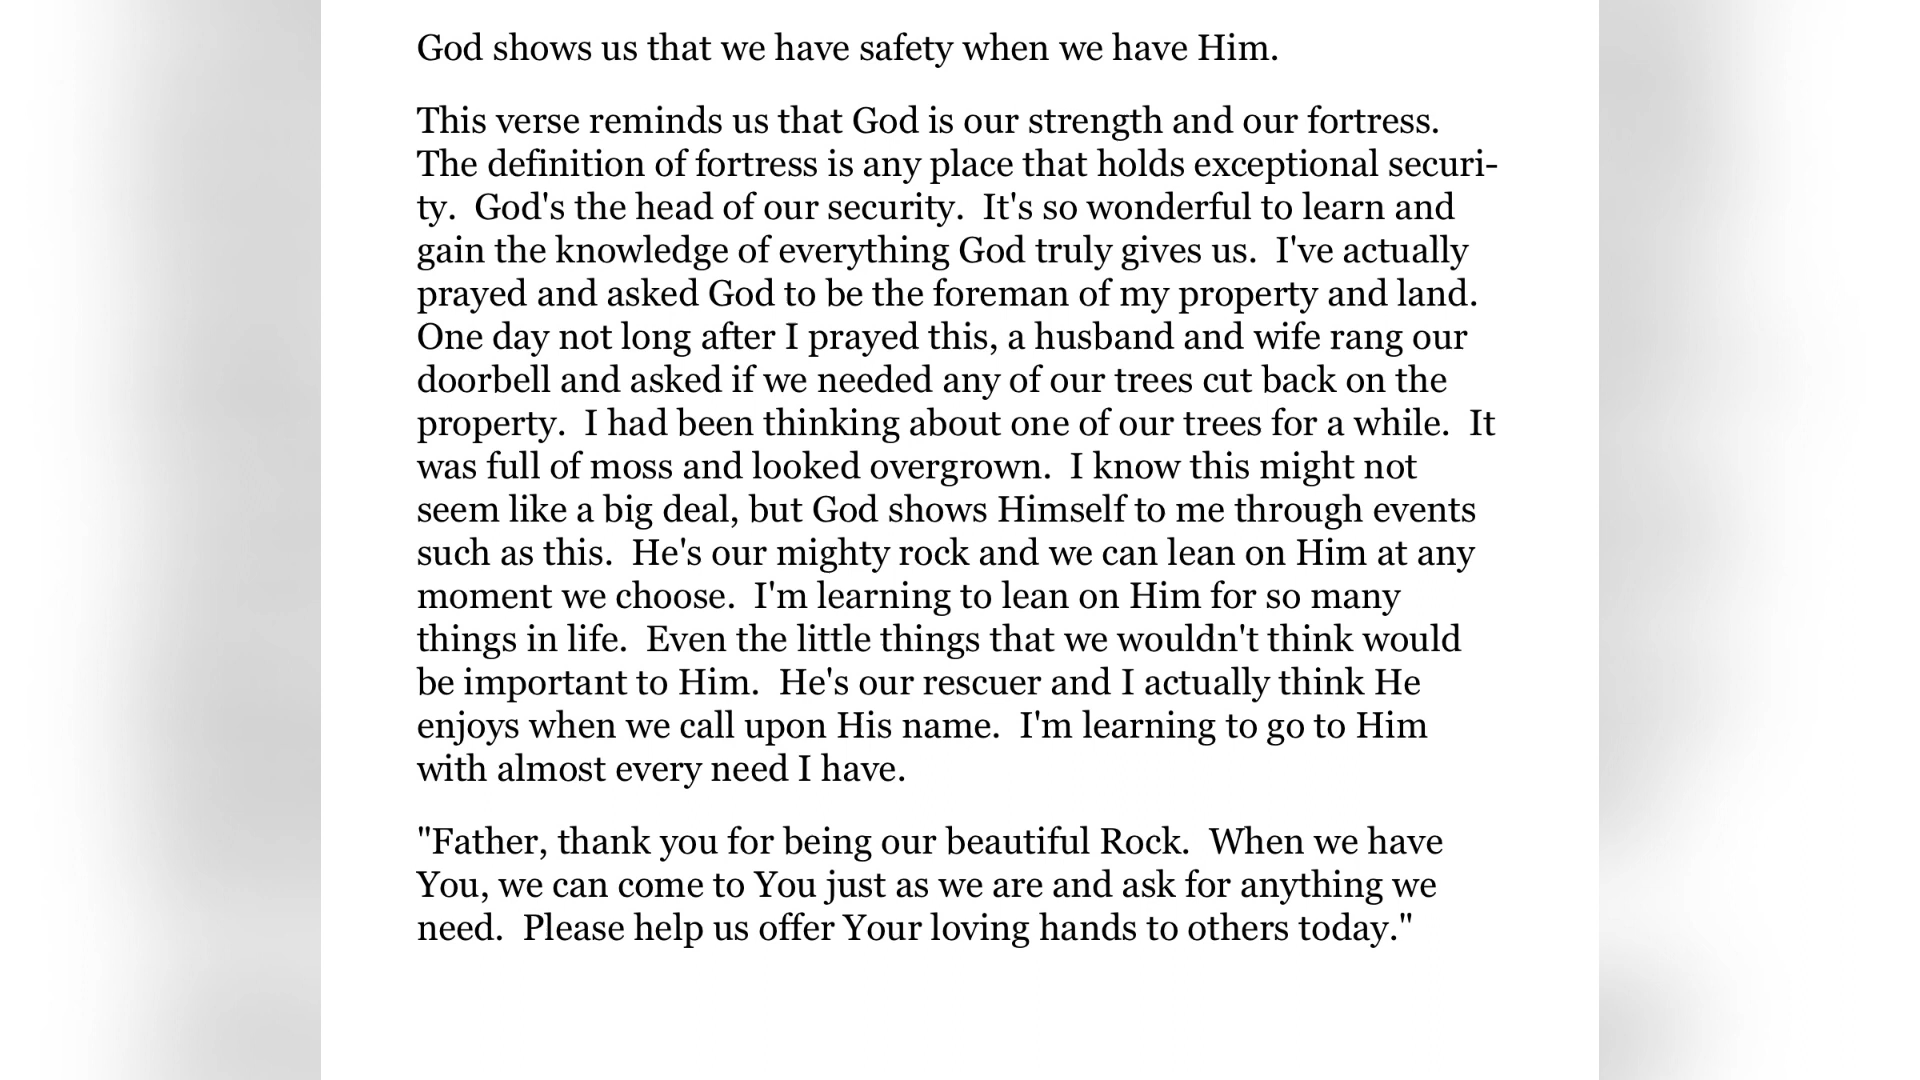 God shows us that we have safety when we have Him.
This verse reminds us that God is our strength and our fortress.
The definition of fortress is any place that holds exceptional securi-
ty.  God's the head of our security.  It's so wonderful to learn and
gain the knowledge of everything God truly gives us.  I've actually
prayed and asked God to be the foreman of my property and land.
One day not long after I prayed this, a husband and wife rang our
doorbell and asked if we needed any of our trees cut back on the
property.  I had been thinking about one of our trees for a while.  It
was full of moss and looked overgrown.  I know this might not
seem like a big deal, but God shows Himself to me through events
such as this.  He's our mighty rock and we can lean on Him at any
moment we choose.  I'm learning to lean on Him for so many
things in life.  Even the little things that we wouldn't think would
be important to Him.  He's our rescuer and I actually think He
enjoys when we call upon His name.  I'm learning to go to Him
with almost every need I have.
"Father, thank you for being our beautiful Rock.  When we have
You, we can come to You just as we are and ask for anything we
need.  Please help us offer Your loving hands to others today."